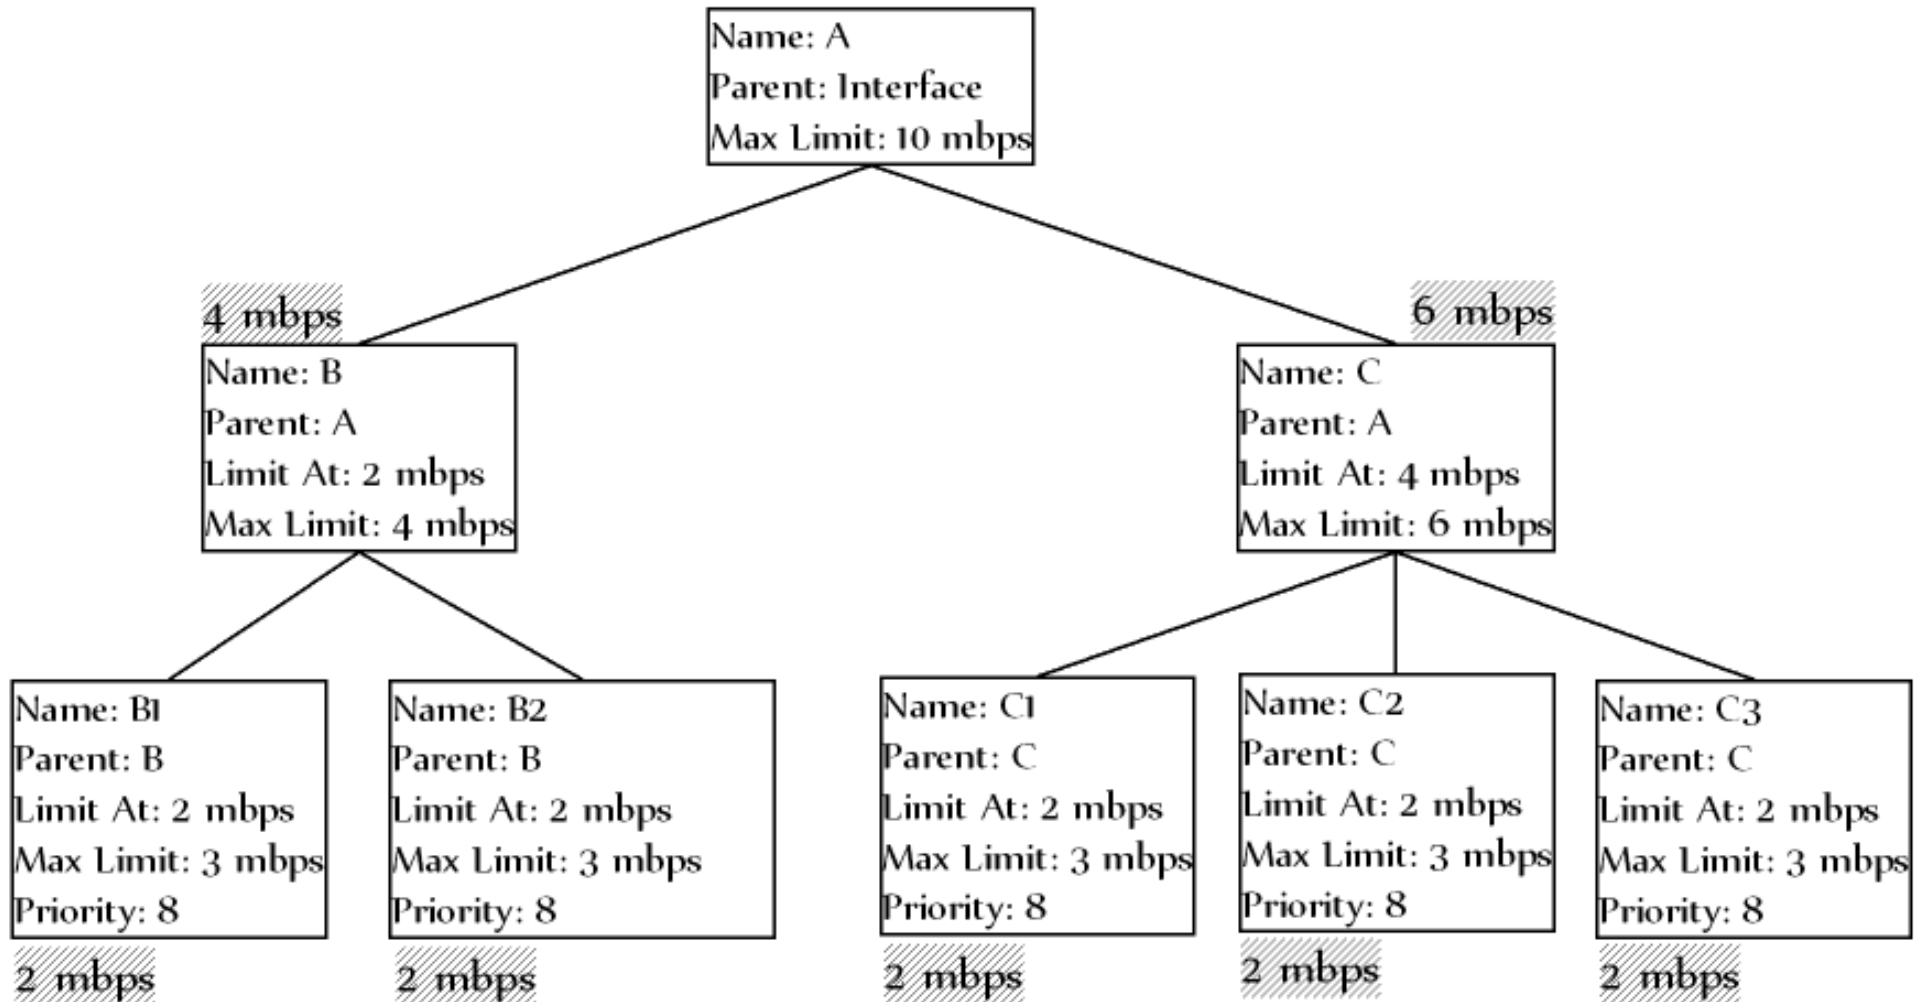 Name: A
Parent: Interface
Max Limit: 10 mbps
4 mbps
Name: B
Parent: A
Limit At: 2 mbps
Max Limit: 4 mbps
6 mbps
Name: C
Parent: A
Limit At: 4 mbps
Max Limit: 6 mbps
Name: B1
Parent: B
Limit At: 2 mbps
Max Limit: 3 mbps
Priority: 8
2 mbps
Name: B2
Parent: B
Limit At: 2 mbps
Max Limit: 3 mbps
Priority: 8
2 mbps
Name: C1
Parent: C
Limit At: 2 mbps
Max Limit: 3 mbps
Priority: 8
2 mbps
Name: C2
Parent: C
Limit At: 2 mbps
Max Limit: 3 mbps
Priority: 8
2 mbps
Name: C3
Parent: C
Limit At: 2 mbps
Max Limit: 3 mbps
Priority: 8
2 mbps